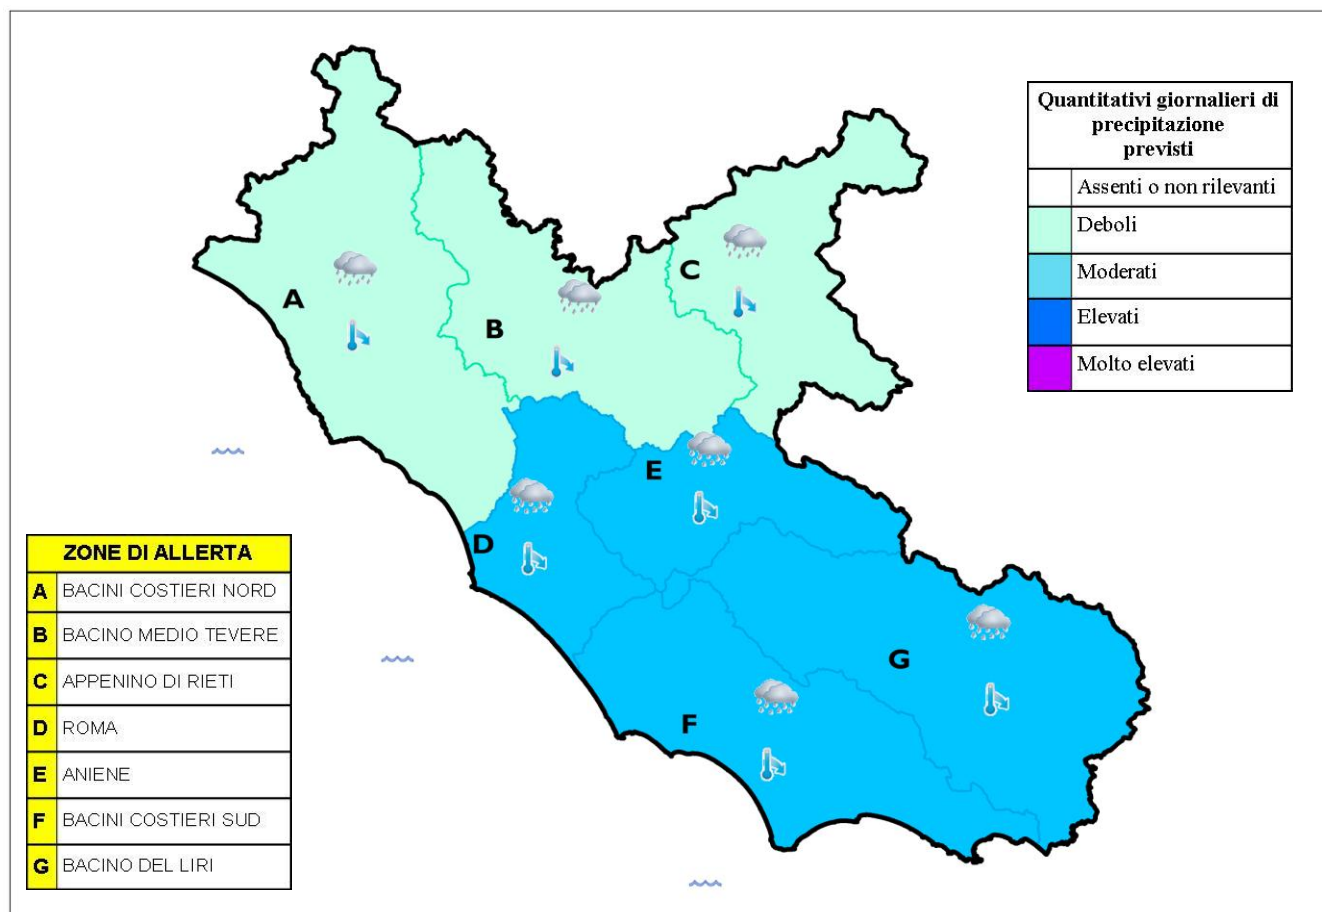 Quantitativi giornalieri di
precipitazione
previsti
Assenti o non rilevanti
Deboli
Moderati
Elevati
Molto elevati
A
B
C
D
E
F
G
ZONE DI ALLERTA
A BACINI COSTIERI NORD
B BACINO MEDIO TEVERE
C APPENINO DI RIETI
D ROMA
E ANIENE
F BACINI COSTIERI SUD
G BACINO DEL LIRI